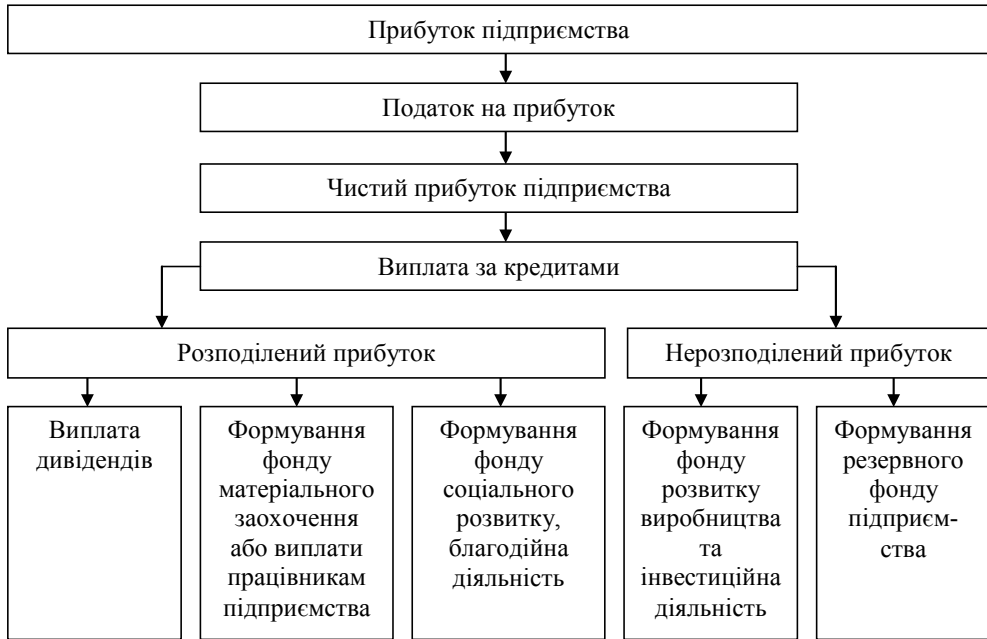 Прибуток підприємства
Податок на прибуток
Чистий прибуток підприємства
Виплата за кредитами
Розподілений прибуток
Нерозподілений прибуток
Виплата
дивідендів
Формування
фонду
матеріального
заохочення
або виплати
працівникам
підприємства
Формування
фонду
соціального
розвитку,
благодійна
діяльність
Формування
фонду
розвитку
виробництва
та
інвестиційна
діяльність
Формування
резервного
фонду
підприєм-
ства